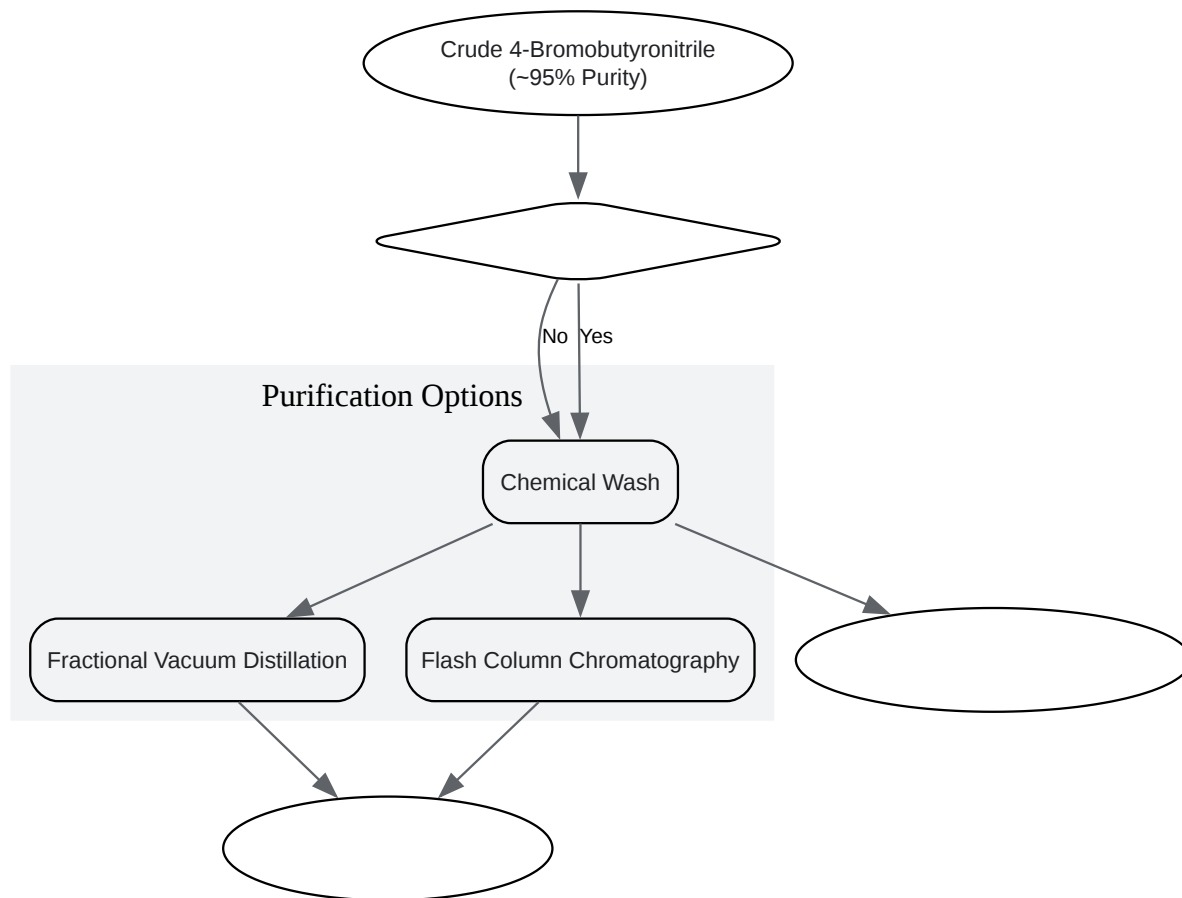 Crude 4-Bromobutyronitrile
(~95% Purity)
No
Yes
Purification Options
Chemical Wash
Fractional Vacuum Distillation
Flash Column Chromatography